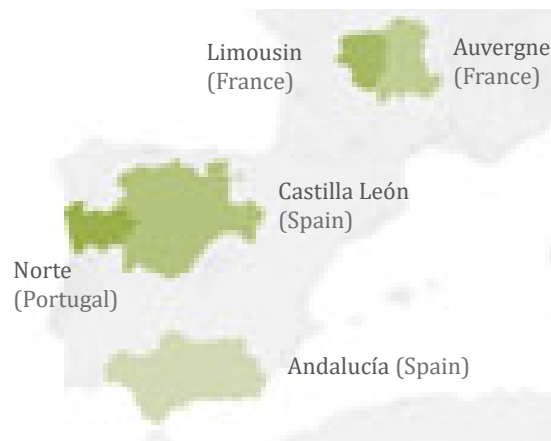 Limousin
(France)
Auvergne
(France)
Castilla León
(Spain)
Norte
(Portugal)
Andalucía (Spain)